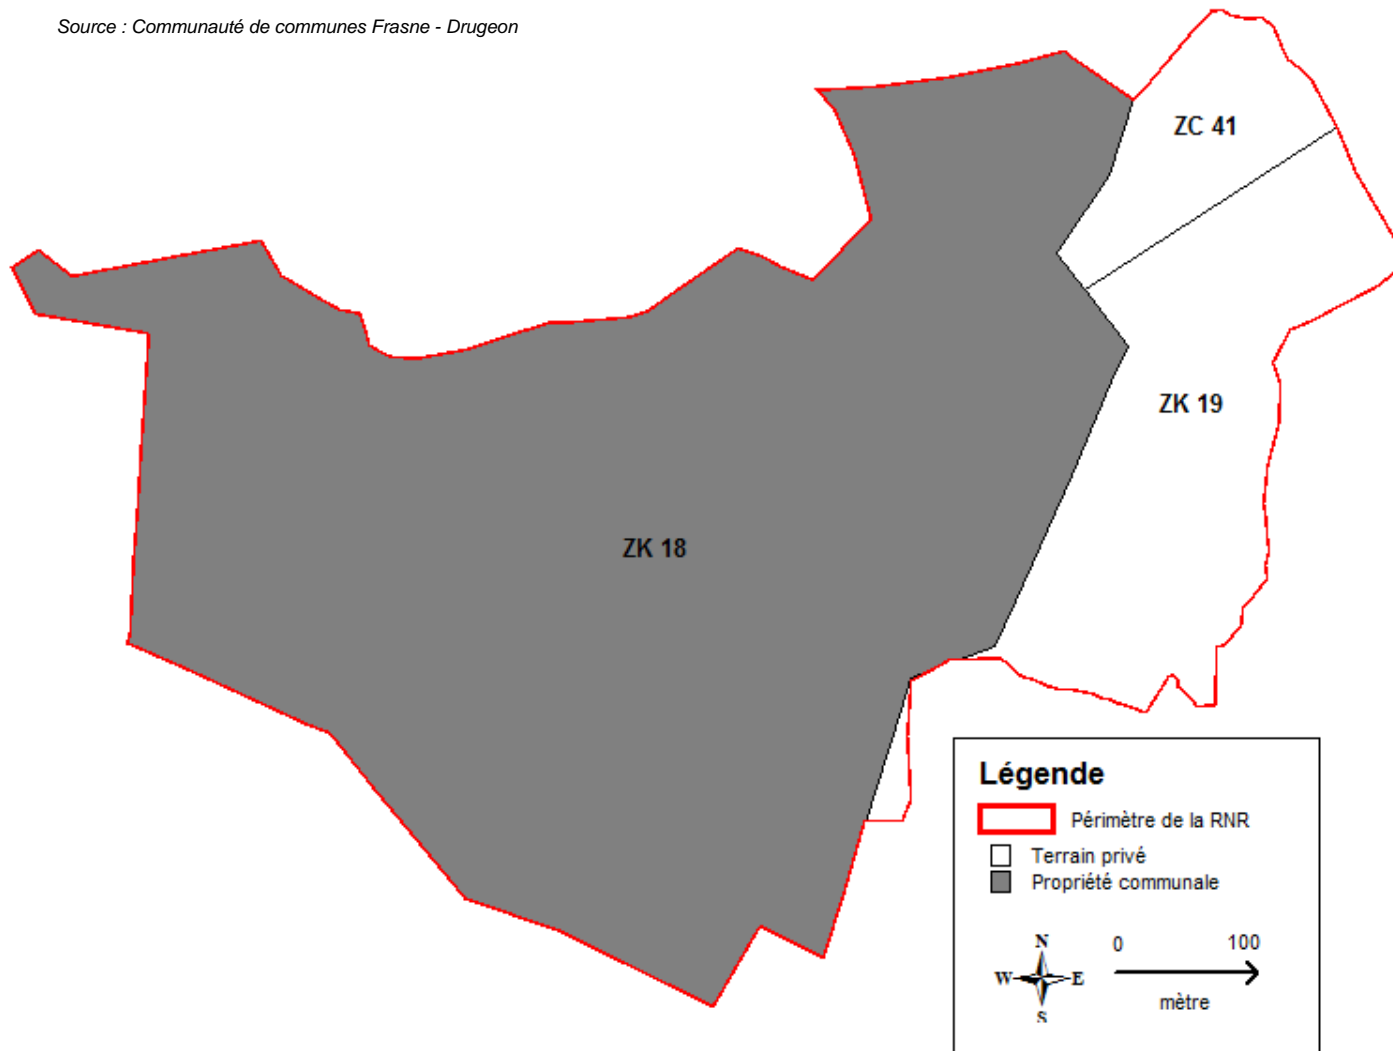 Source : Communauté de communes Frasne - Drugeon
ZC 41
ZK 19
ZK 18
Légende
Périmètre de la RNR
Terrain privé
Propriété communale
N
W E
S
0 100
mètre